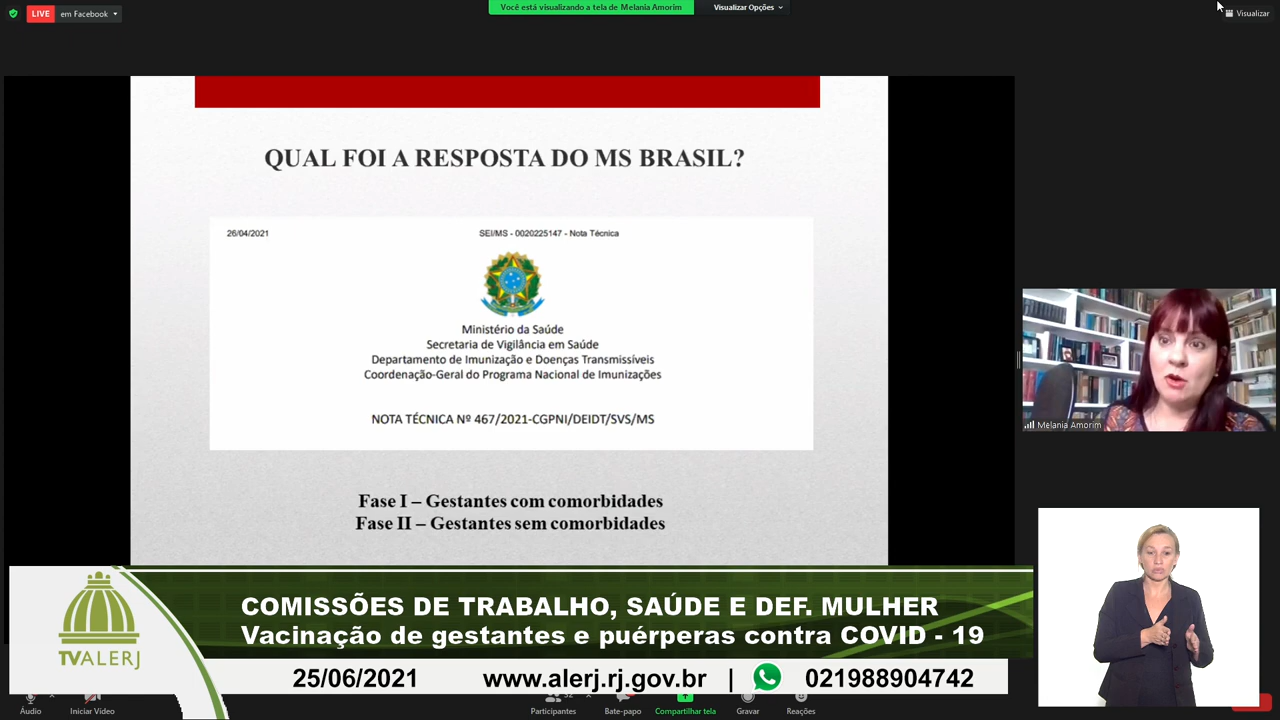 LIVE
em Facebook
Você está visualizando a tela de Melania Amorim
Visualizar Opções
Visualizar
QUAL FOI A RESPOSTA DO MS BRASIL?
26/04/2021
SEI/MS - 0020225147 - Nota Técnica
Ministério da Saúde
Secretaria de Vigilância em Saúde
Departamento de Imunização e Doenças Transmissíveis
Coordenação-Geral do Programa Nacional de Imunizações
NOTA TÉCNICA Nº 467/2021-CGPNI/DEIDT/SVS/MS
Fase I – Gestantes com comorbidades
Fase II – Gestantes sem comorbidades
Melania Amorim
TVALERJ
COMISSÕES DE TRABALHO, SAÚDE E DEF. MULHER
Vacinação de gestantes e puérperas contra COVID - 19
25/06/2021
www.alerj.rj.gov.br | 021988904742
Áudio
Iniciar Vídeo
Participantes
Bate-papo
Compartilhar tela
Gravar
Reações